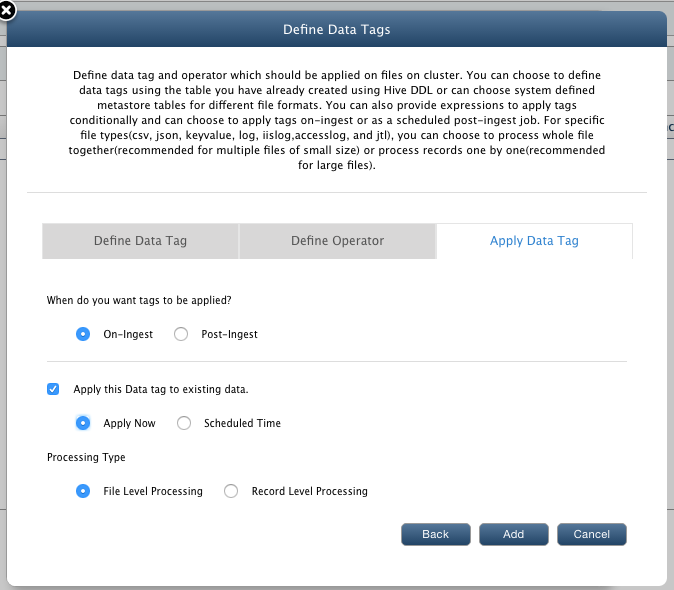 Define Data Tags
Define data tag and operator which should be applied on files on cluster. You can choose to define
data tags using the table you have already created using Hive DDL or can choose system defined
metastore tables for different file formats. You can also provide expressions to apply tags
conditionally and can choose to apply tags on-ingest or as a scheduled post-ingest job. For specific
file types(csv, json, keyvalue, log, iislog,accesslog, and jtl), you can choose to process whole file
together(recommended for multiple files of small size) or process records one by one(recommended
for large files).
Define Data Tag Define Operator Apply Data Tag
When do you want tags to be applied?
On-Ingest Post-Ingest
Apply this Data tag to existing data.
Apply Now Scheduled Time
Processing Type
File Level Processing Record Level Processing
Back Add Cancel